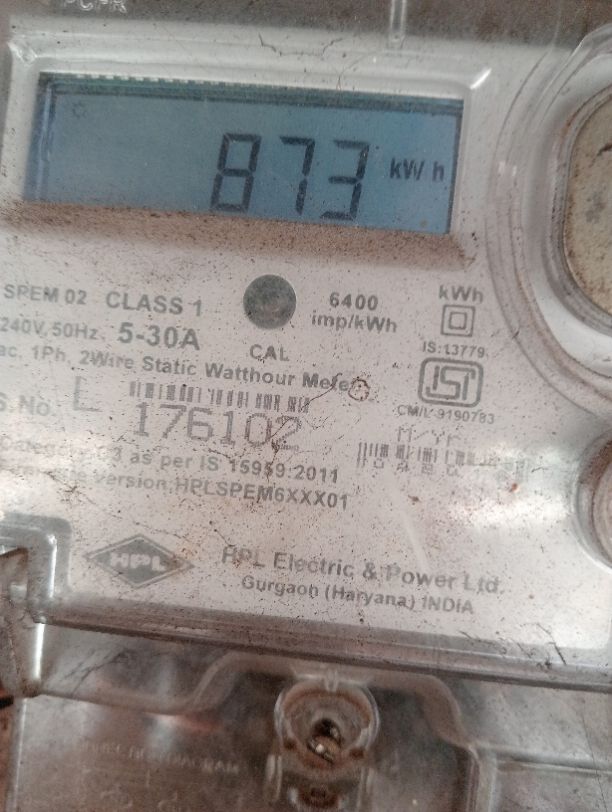 873 kWh
SPEM 02 CLASS 1
6400
imp/kWh
kWh
240V, 50Hz, 5-30A
CAL
IS:13779
ac. 1Ph, 2Wire Static Watthour Meter
CM/L-9190783
S.No. L 176102
M/Yr
as per IS 15959:2011
Version:HPLSPEM6XXX01
HPL
HPL Electric & Power Ltd.
Gurgaon (Haryana) INDIA